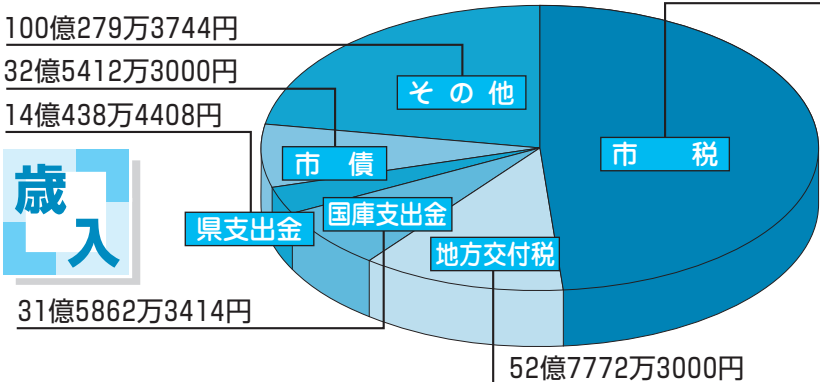 100億279万3744円
32億5412万3000円
14億438万4408円
その他
市税
市債
国庫支出金
県支出金
地方交付税
歳入
31億5862万3414円
52億7772万3000円